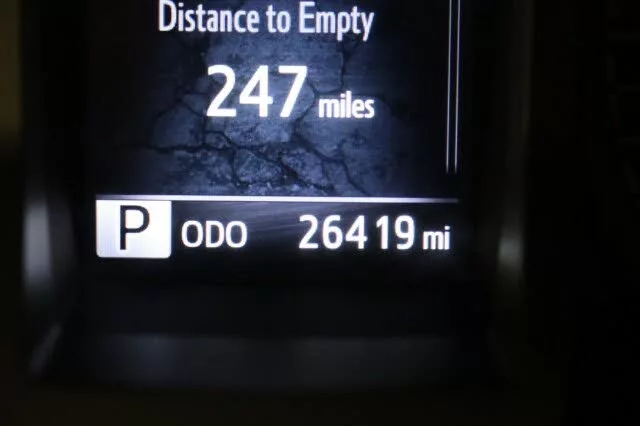 Distance to Empty
247 miles
P ODO 26419 mi